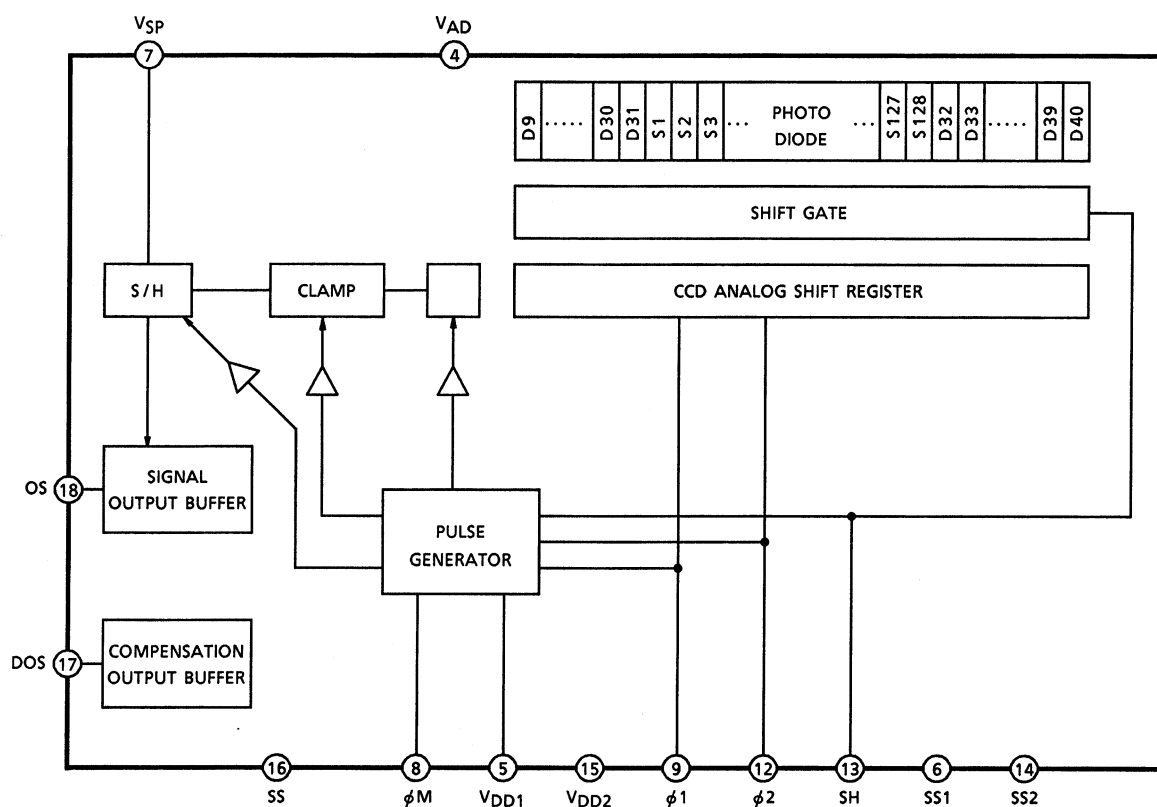 VSP VAD
7 4
D9 ..... D30 D31 S1 S2 S3 ... PHOTO DIODE ... S127 S128 D32 D33 ..... D39 D40
SHIFT GATE
S/H CLAMP CCD ANALOG SHIFT REGISTER
OS 18
SIGNAL
OUTPUT BUFFER
PULSE
GENERATOR
DOS 17
COMPENSATION
OUTPUT BUFFER
16 8 5 15 9 12 13 6 14
SS ϕM VDD1 VDD2 ϕ1 ϕ2 SH SS1 SS2